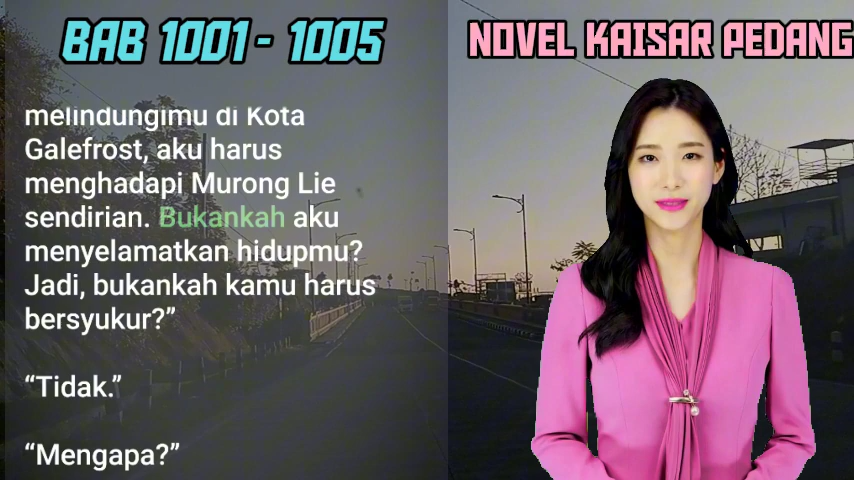 BAB 1001 - 1005
NOVEL KAISAR PEDANG
melindungimu di Kota
Galefrost, aku harus
menghadapi Murong Lie
sendirian. Bukankah aku
menyelamatkan hidupmu?
Jadi, bukankah kamu harus
bersyukur?”
“Tidak.”
“Mengapa?”